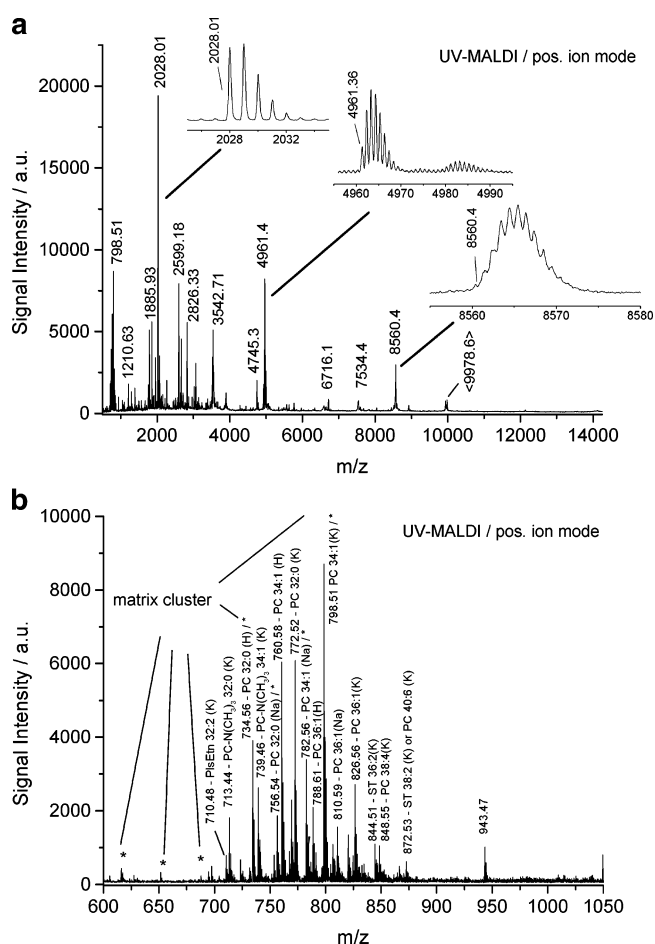 a
UV-MALDI / pos. ion mode
Signal Intensity / a.u.
20000
15000
10000
5000
0
2000
4000
6000
8000
10000
12000
14000
m/z
798.51
1210.63
1885.93
2028.01
2599.18
2826.33
3542.71
4745.3
4961.4
6716.1
7534.4
8560.4
<9978.6>
2028.01
2028
2032
4961.36
4960
4970
4980
4990
8560.4
8560
8570
8580
b
UV-MALDI / pos. ion mode
Signal Intensity / a.u.
10000
8000
6000
4000
2000
0
600
650
700
750
800
850
900
950
1000
1050
m/z
matrix cluster
*
*
*
710.48 - PlsEtn 32:2 (K)
713.44 - PC-N(CH3)3 32:0 (K)
734.56 - PC 32:0 (H) / *
739.46 - PC-N(CH3)3 34:1 (K)
756.54 - PC 32:0 (Na) / *
760.58 - PC 34:1 (H)
772.52 - PC 32:0 (K)
782.56 - PC 34:1 (Na) / *
788.61 - PC 36:1(H)
798.51 PC 34:1(K) / *
810.59 - PC 36:1(Na)
826.56 - PC 36:1(K)
844.51 - ST 36:2(K)
848.55 - PC 38:4(K)
872.53 - ST 38:2 (K) or PC 40:6 (K)
943.47